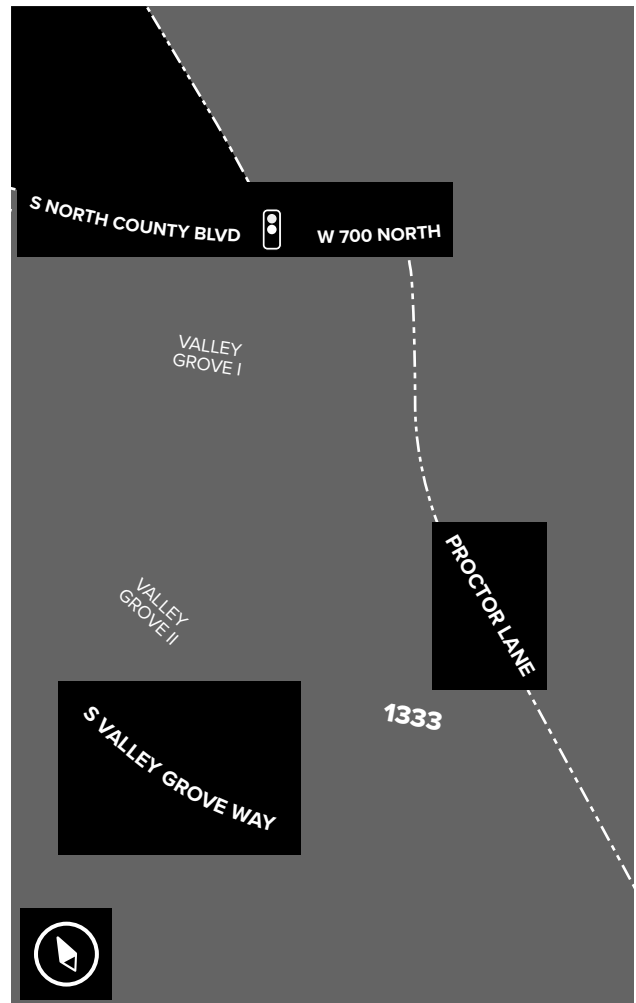 S NORTH COUNTY BLVD
W 700 NORTH
VALLEY
GROVE I
PROCTOR LANE
VALLEY
GROVE II
1333
S VALLEY GROVE WAY